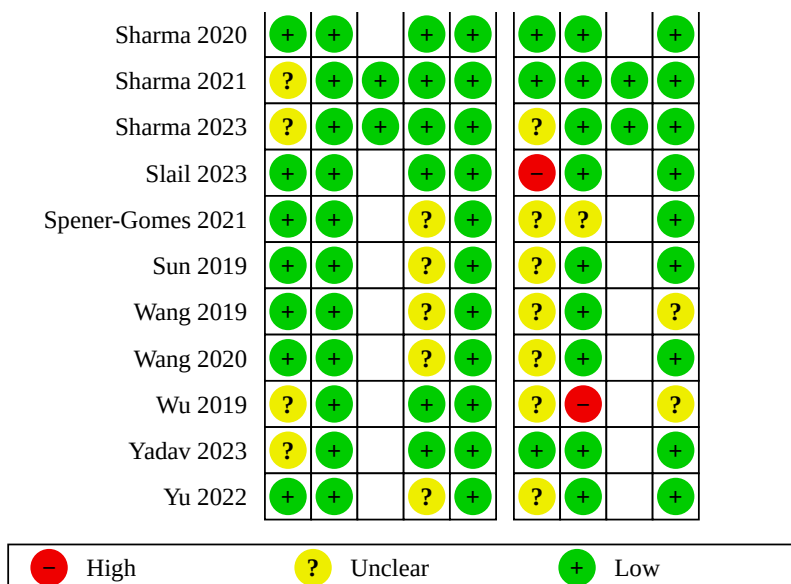 Sharma 2020 + + + + + + +
Sharma 2021 ? + + + + + + + +
Sharma 2023 ? + + + + ? + + +
Slail 2023 + + + + − + +
Spener-Gomes 2021 + + ? + ? ? +
Sun 2019 + + ? + ? + +
Wang 2019 + + ? + ? + ?
Wang 2020 + + ? + ? + +
Wu 2019 ? + + + ? − ?
Yadav 2023 ? + + + + + +
Yu 2022 + + ? + ? + +
− High ? Unclear + Low